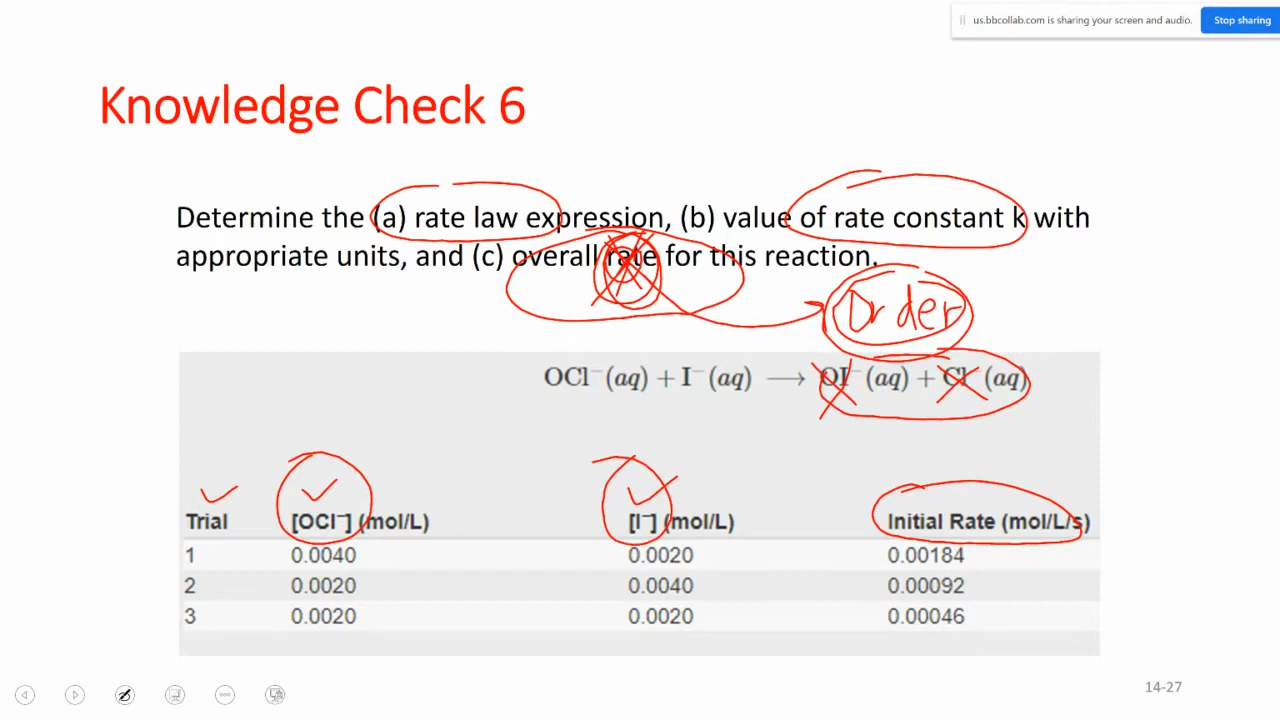 us.bbcollab.com is sharing your screen and audio. Stop sharing
Knowledge Check 6
Determine the (a) rate law expression, (b) value of rate constant k with
appropriate units, and (c) overall rate for this reaction.
Order
OCl⁻(aq) + I⁻(aq) ⟶ OI⁻(aq) + Cl⁻(aq)
Trial [OCl⁻] (mol/L) [I⁻] (mol/L) Initial Rate (mol/L/s)
1 0.0040 0.0020 0.00184
2 0.0020 0.0040 0.00092
3 0.0020 0.0020 0.00046
14-27